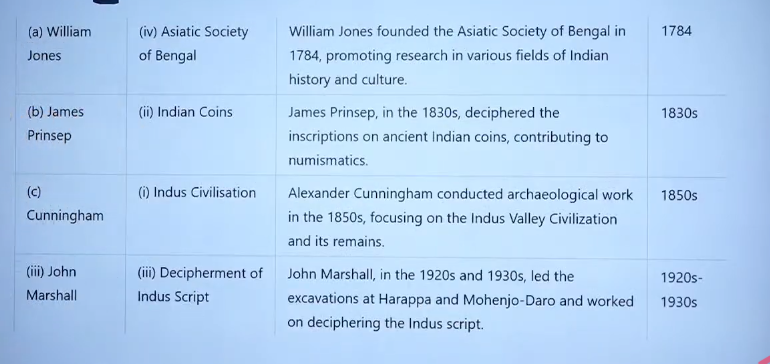 (a) William
Jones
(iv) Asiatic Society
of Bengal
William Jones founded the Asiatic Society of Bengal in
1784, promoting research in various fields of Indian
history and culture.
1784
(b) James
Prinsep
(ii) Indian Coins
James Prinsep, in the 1830s, deciphered the
inscriptions on ancient Indian coins, contributing to
numismatics.
1830s
(c)
Cunningham
(i) Indus Civilisation
Alexander Cunningham conducted archaeological work
in the 1850s, focusing on the Indus Valley Civilization
and its remains.
1850s
(iii) John
Marshall
(iii) Decipherment of
Indus Script
John Marshall, in the 1920s and 1930s, led the
excavations at Harappa and Mohenjo-Daro and worked
on deciphering the Indus script.
1920s-
1930s